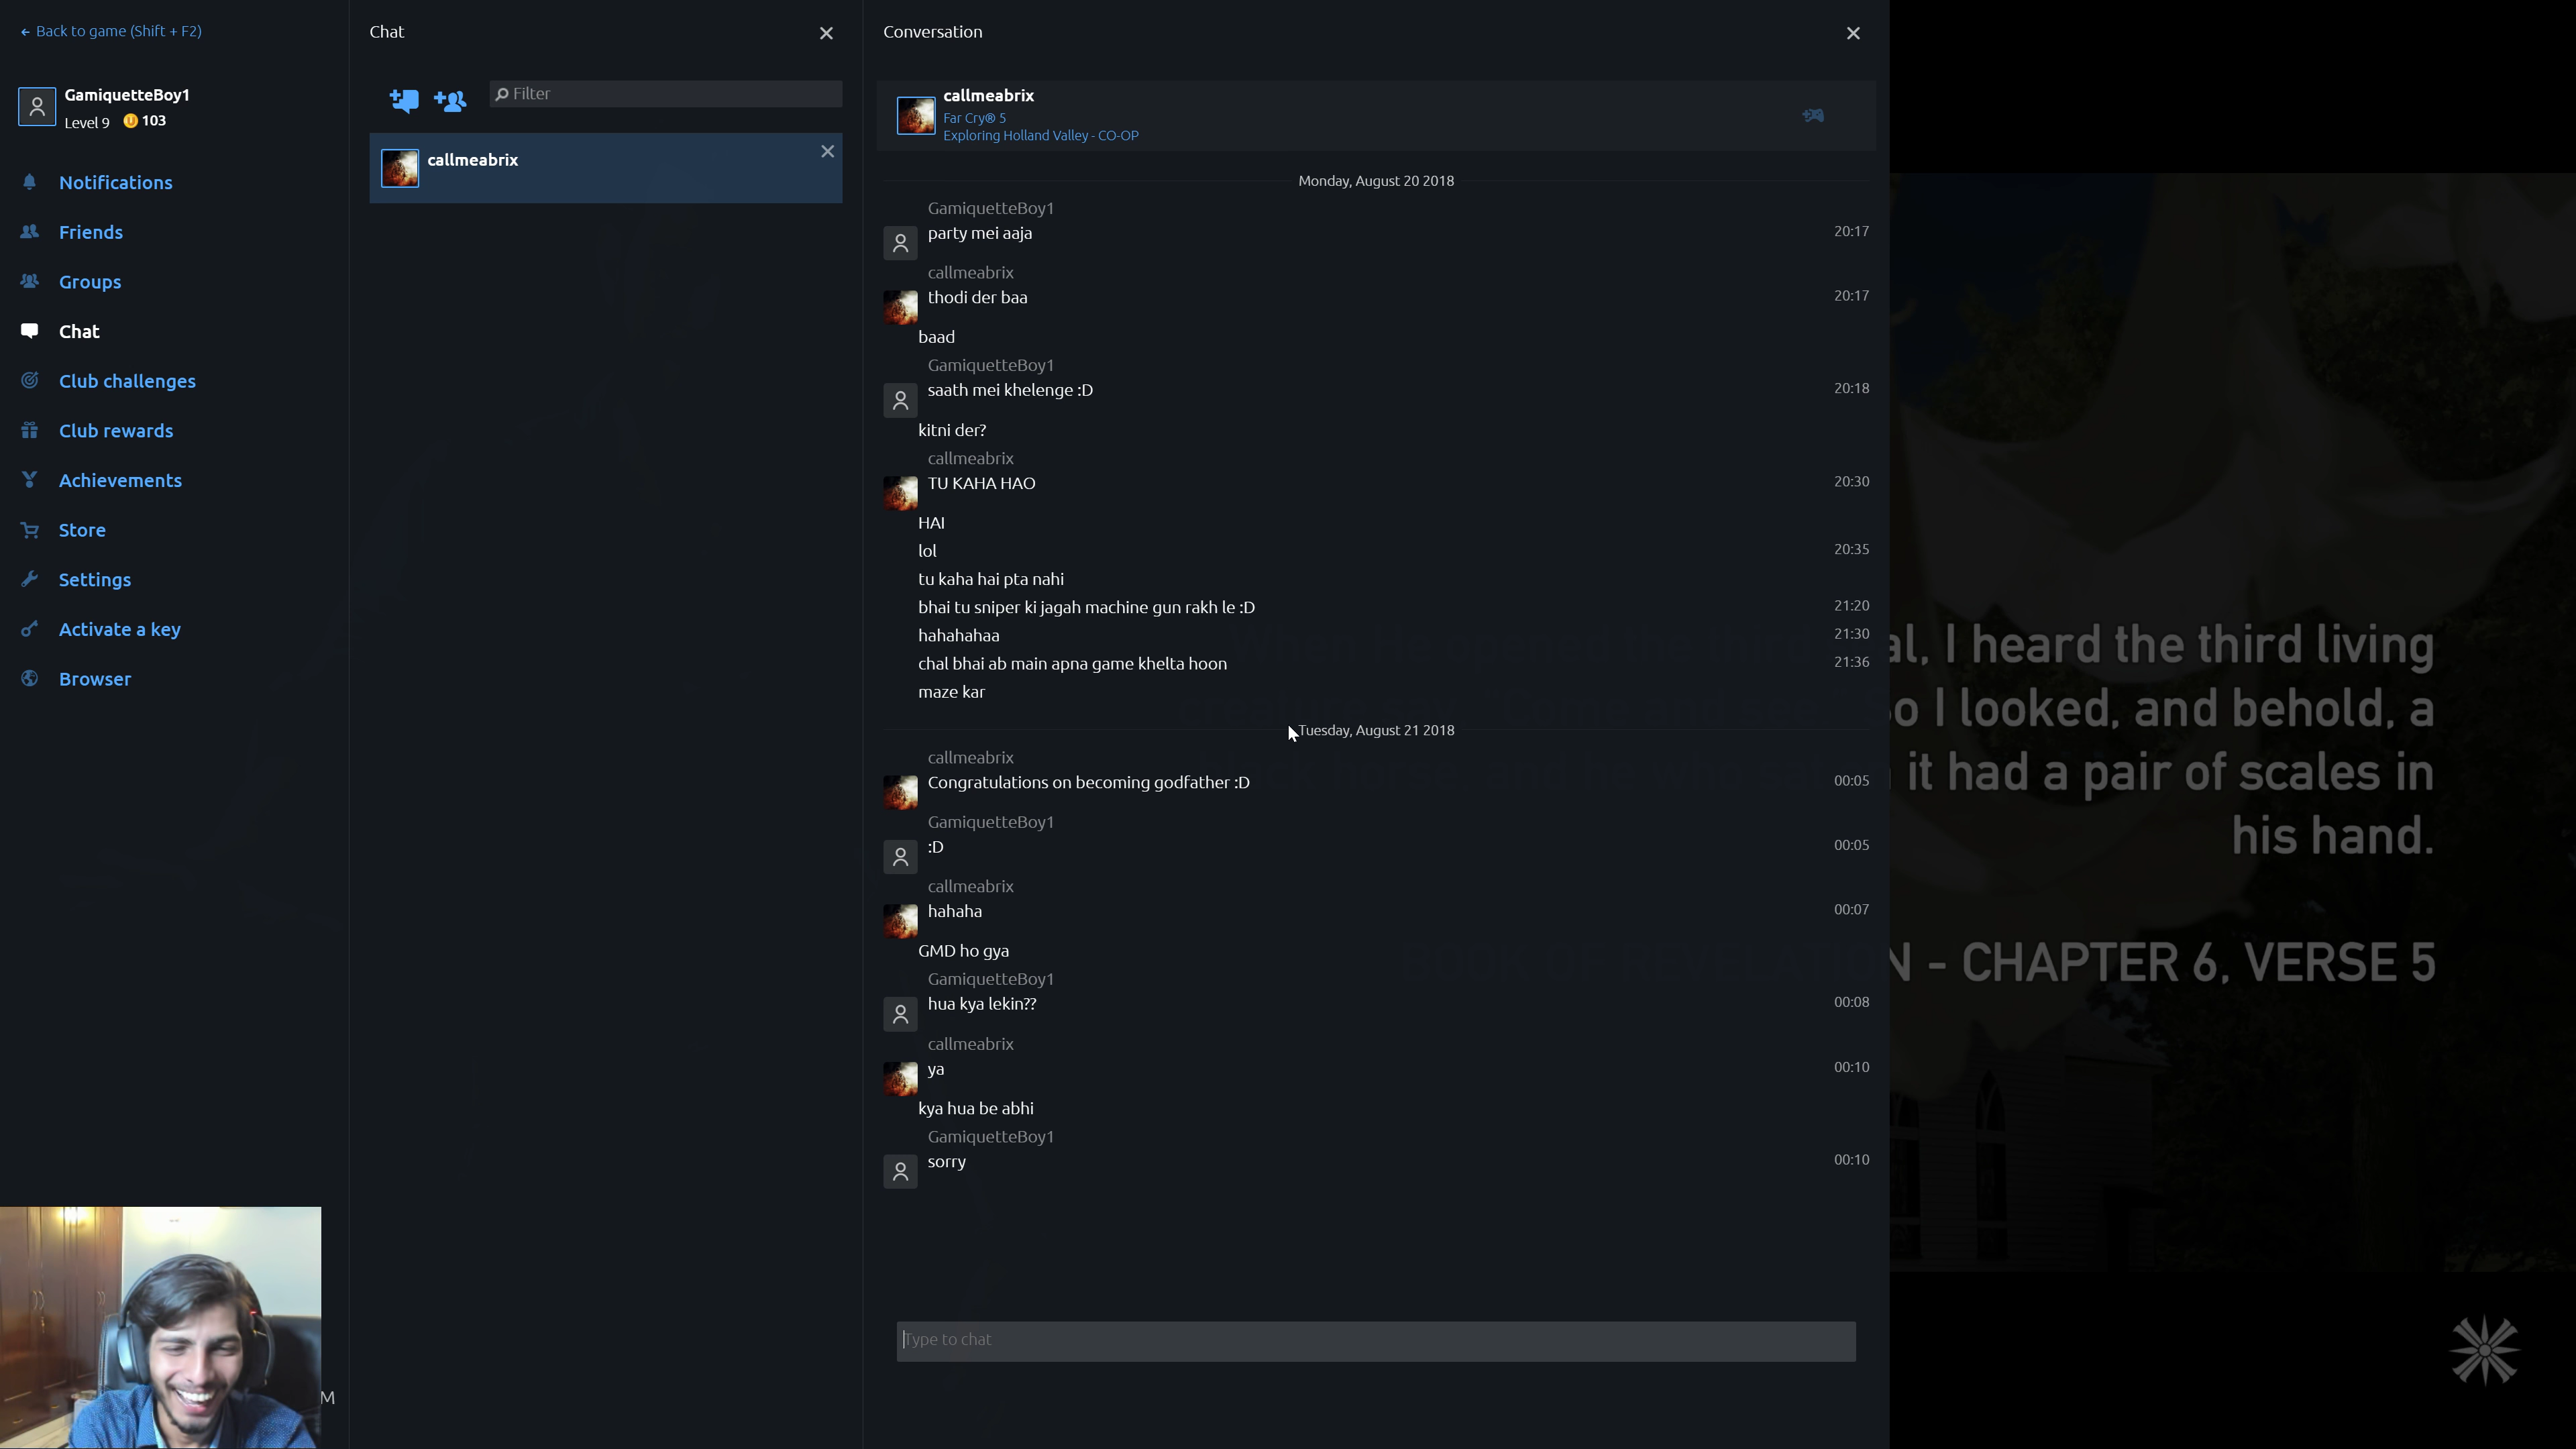 Back to game (Shift + F2)
GamiquetteBoy1
Level 9 103
Notifications
Friends
Groups
Chat
Club challenges
Club rewards
Achievements
Store
Settings
Activate a key
Browser
M
Chat
Filter
callmeabrix
Conversation
callmeabrix
Far Cry® 5
Exploring Holland Valley - CO-OP
Monday, August 20 2018
GamiquetteBoy1
party mei aaja 20:17
callmeabrix
thodi der baa 20:17
baad
GamiquetteBoy1
saath mei khelenge :D 20:18
kitni der?
callmeabrix
TU KAHA HAO 20:30
HAI
lol 20:35
tu kaha hai pta nahi
bhai tu sniper ki jagah machine gun rakh le :D 21:20
hahahahaa 21:30
chal bhai ab main apna game khelta hoon 21:36
maze kar
Tuesday, August 21 2018
callmeabrix
Congratulations on becoming godfather :D 00:05
GamiquetteBoy1
:D 00:05
callmeabrix
hahaha 00:07
GMD ho gya
GamiquetteBoy1
hua kya lekin?? 00:08
callmeabrix
ya 00:10
kya hua be abhi
GamiquetteBoy1
sorry 00:10
Type to chat
al, I heard the third living
o I looked, and behold, a
it had a pair of scales in
his hand.
N - CHAPTER 6, VERSE 5